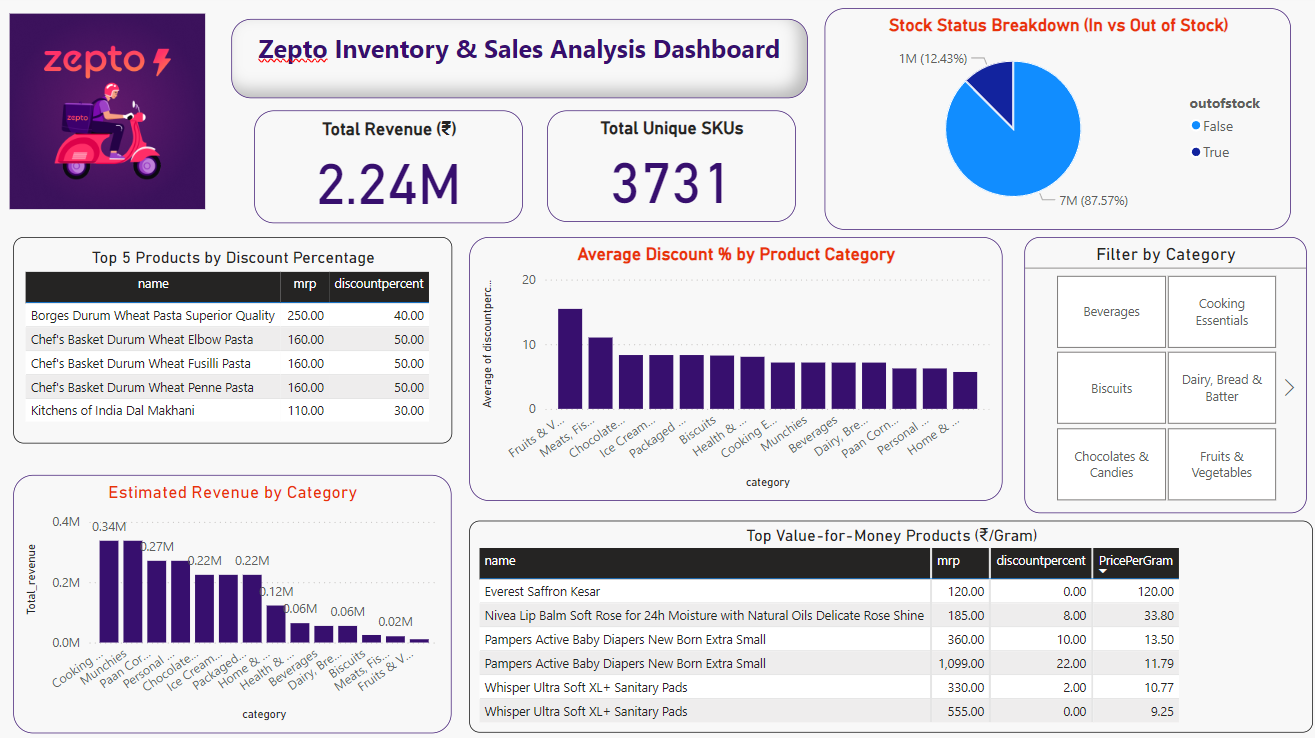 zepto
zepto
Zepto Inventory & Sales Analysis Dashboard
Total Revenue (₹)
2.24M
Total Unique SKUs
3731
Stock Status Breakdown (In vs Out of Stock)
1M (12.43%)
7M (87.57%)
outofstock
False
True
Top 5 Products by Discount Percentage
name mrp discountpercent
Borges Durum Wheat Pasta Superior Quality 250.00 40.00
Chef's Basket Durum Wheat Elbow Pasta 160.00 50.00
Chef's Basket Durum Wheat Fusilli Pasta 160.00 50.00
Chef's Basket Durum Wheat Penne Pasta 160.00 50.00
Kitchens of India Dal Makhani 110.00 30.00
Average Discount % by Product Category
Average of discountperc...
20
10
0
Fruits & V...
Meats, Fis...
Chocolate...
Ice Cream...
Packaged ...
Biscuits
Health & ...
Cooking E...
Munchies
Beverages
Dairy, Bre...
Paan Corn...
Personal ...
Home & ...
category
Filter by Category
Beverages
Cooking
Essentials
Biscuits
Dairy, Bread &
Batter
Chocolates &
Candies
Fruits &
Vegetables
Estimated Revenue by Category
Total_revenue
0.4M
0.2M
0.0M
0.34M
0.27M
0.22M
0.22M
0.12M
0.06M
0.06M
0.02M
Cooking ...
Munchies
Paan Cor...
Personal ...
Chocolate...
Ice Cream...
Packaged...
Home & ...
Health & ...
Beverages
Dairy, Bre...
Biscuits
Meats, Fis...
Fruits & V...
category
Top Value-for-Money Products (₹/Gram)
name mrp discountpercent PricePerGram
Everest Saffron Kesar 120.00 0.00 120.00
Nivea Lip Balm Soft Rose for 24h Moisture with Natural Oils Delicate Rose Shine 185.00 8.00 33.80
Pampers Active Baby Diapers New Born Extra Small 360.00 10.00 13.50
Pampers Active Baby Diapers New Born Extra Small 1,099.00 22.00 11.79
Whisper Ultra Soft XL+ Sanitary Pads 330.00 2.00 10.77
Whisper Ultra Soft XL+ Sanitary Pads 555.00 0.00 9.25